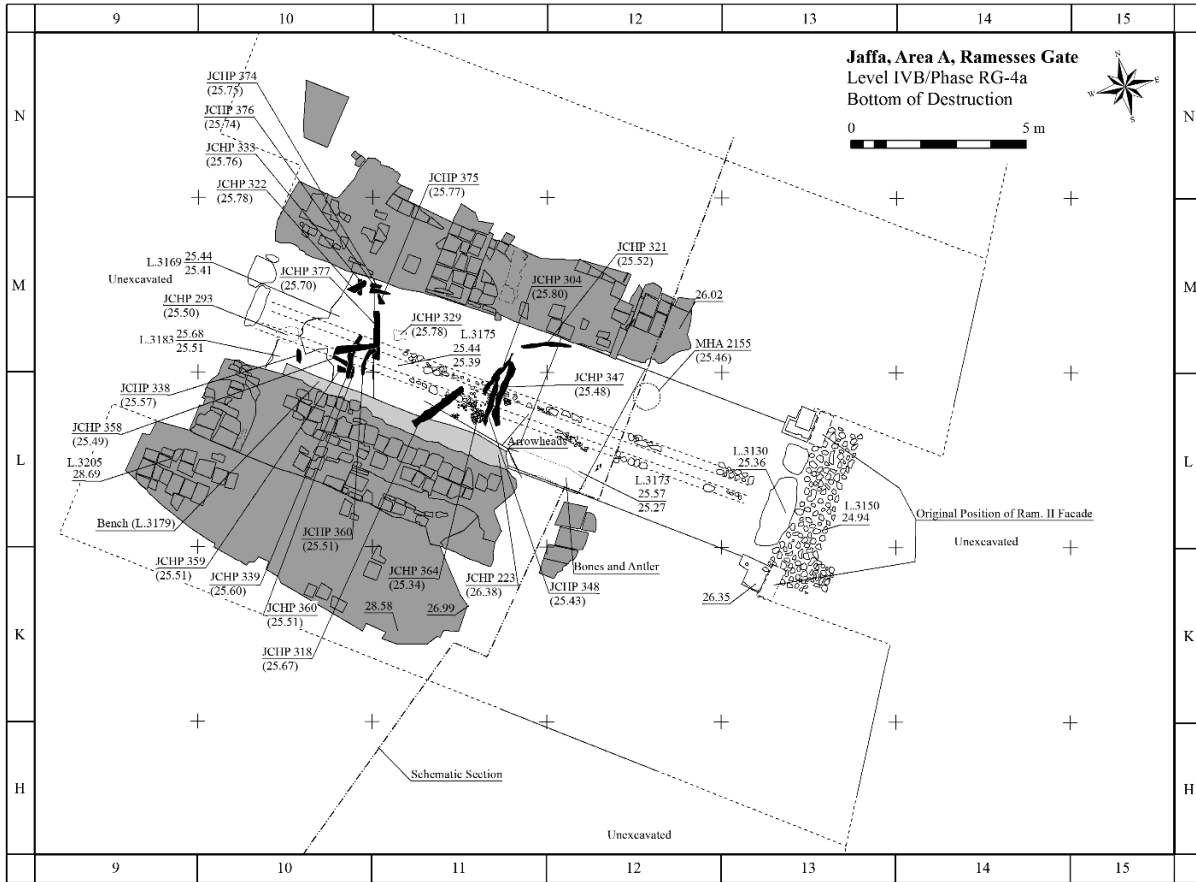 9 10 11 12 13 14 15
Jaffa, Area A, Ramesses Gate
Level IVB/Phase RG-4a
Bottom of Destruction
N
E
S
W
0 5 m
N
N
JCHP 374
(25.75)
JCHP 376
(25.74)
JCHP 333
(25.76)
JCHP 322
(25.78)
JCHP 375
(25.77)
JCHP 321
(25.52)
L.3169 25.44
25.41
Unexcavated
JCHP 377
(25.70)
JCHP 304
(25.80)
M
M
26.02
JCHP 293
(25.50)
JCHP 329
(25.78)
L.3175
25.44
25.39
L.3183 25.68
25.51
MHA 2155
(25.46)
JCHP 338
(25.57)
JCHP 347
(25.48)
JCHP 358
(25.49)
Arrowheads
L.3130
25.36
L
L
L.3205
28.69
L.3173
25.57
25.27
L.3150
24.94
Original Position of Ram. II Facade
Bench (L.3179)
JCHP 360
(25.51)
Unexcavated
JCHP 359
(25.51)
JCHP 364
(25.34)
Bones and Antler
JCHP 339
(25.60)
JCHP 223
(26.38)
JCHP 348
(25.43)
26.35
JCHP 360
(25.51)
28.58
26.99
K
K
JCHP 318
(25.67)
Schematic Section
H
H
Unexcavated
9 10 11 12 13 14 15